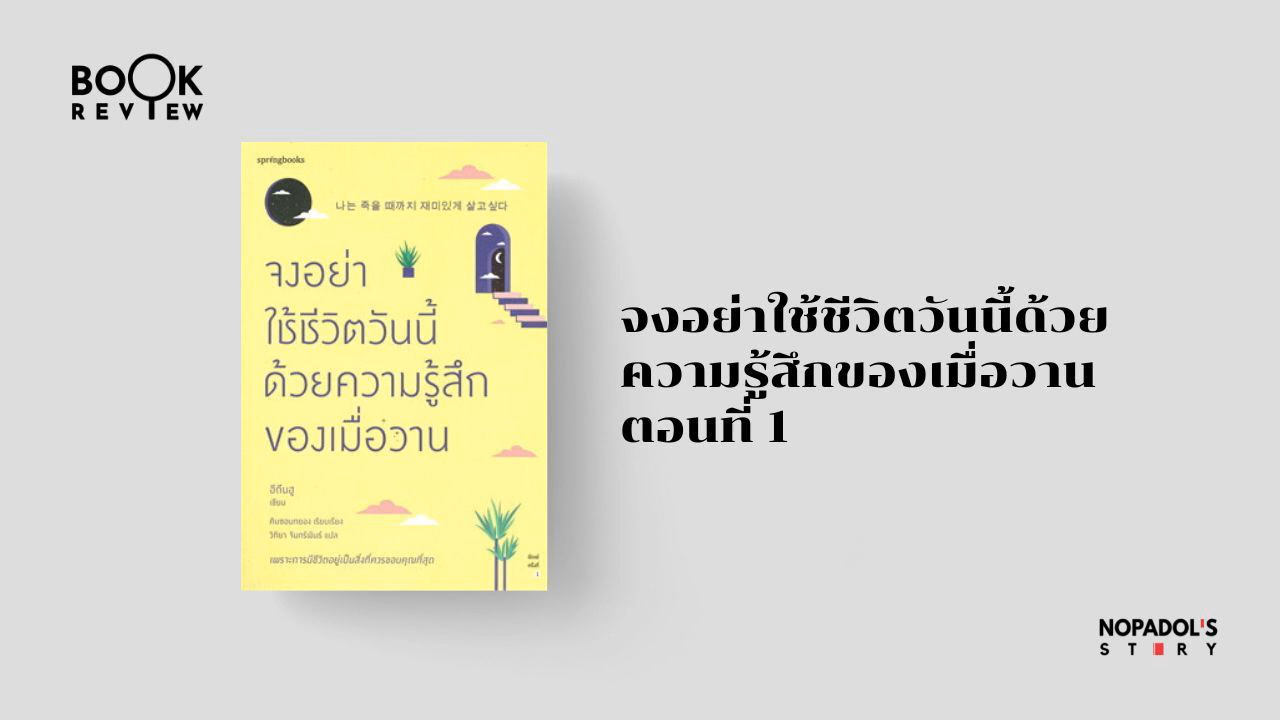 BOOK
REVIEW
springbooks
나는 죽을 때까지 재미있게 살고 싶다
จงอย่า
ใช้ชีวิตวันนี้
ด้วยความรู้สึก
ของเมื่อวาน
อีกึนฮู
เขียน
คิมซอนกยอง เรียบเรียง
วิทิยา จันทร์พันธ์ แปล
เพราะการมีชีวิตอยู่เป็นสิ่งที่ควรขอบคุณที่สุด
พิมพ์
ครั้งที่
1
จงอย่าใช้ชีวิตวันนี้ด้วย
ความรู้สึกของเมื่อวาน
ตอนที่ 1
NOPADOL'S
STORY